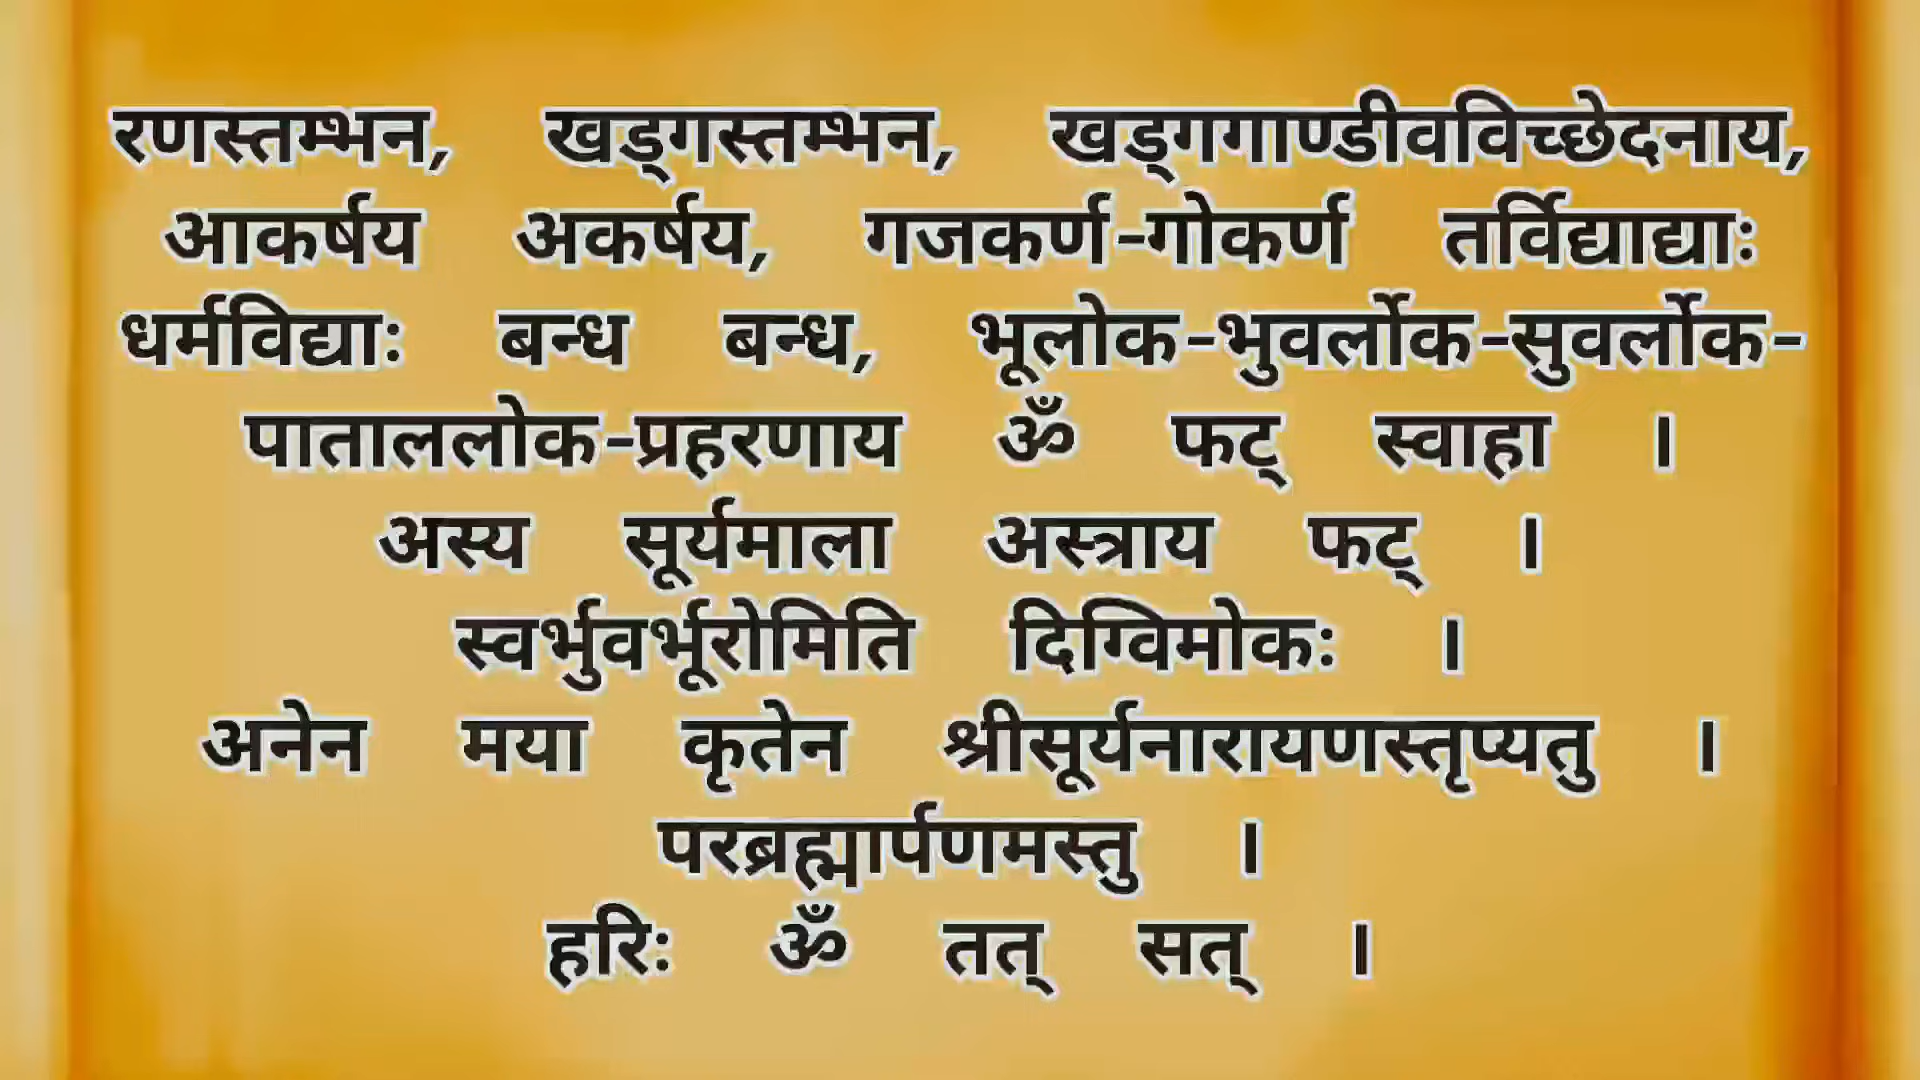 रणस्तम्भन, खड्गस्तम्भन, खड्गगाण्डीवविच्छेदनाय,
आकर्षय अकर्षय, गजकर्ण-गोकर्ण तर्विद्याद्याः
धर्मविद्याः बन्ध बन्ध, भूलोक-भुवर्लोक-सुवर्लोक-
पाताललोक-प्रहरणाय ॐ फट् स्वाहा ।
अस्य सूर्यमाला अस्त्राय फट् ।
स्वर्भुवर्भूरोमिति दिग्विमोकः ।
अनेन मया कृतेन श्रीसूर्यनारायणस्तृप्यतु ।
परब्रह्मार्पणमस्तु ।
हरिः ॐ तत् सत् ।